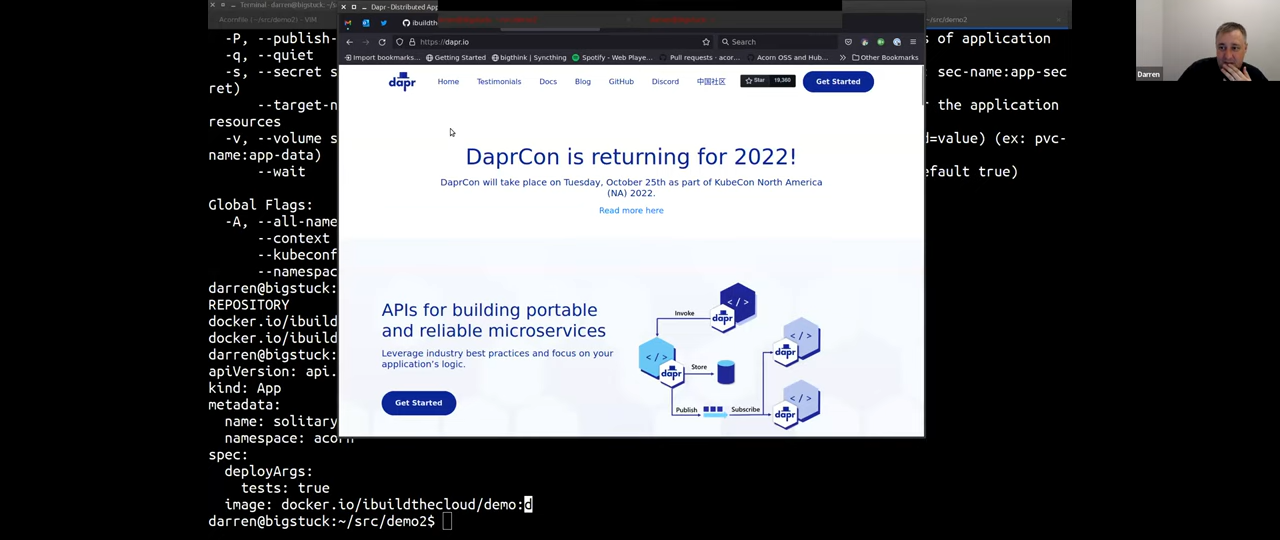 Terminal: ~/src/demo
Acornfile (~/src/demo2) - VIM
~/src/demo2
-P, --publish-
-q, --quiet
-s, --secret s
ret)
--target-n
resources
-v, --volume s
name:app-data)
--wait
Global Flags:
-A, --all-name
--context
--kubeconf
--namespac
darren@bigstuck:
REPOSITORY
docker.io/ibuild
docker.io/ibuild
darren@bigstuck:
apiVersion: api.
kind: App
metadata:
name: solitary
namespace: acorn
spec:
deployArgs:
tests: true
image: docker.io/ibuildthecloud/demo:d
darren@bigstuck:~/src/demo2$
s of application
sec-name:app-sec
r the application
d=value) (ex: pvc-
efault true)
Dapr - Distributed App
ibuildth
https://dapr.io
Search
Import bookmarks...
Getting Started
bigthink | Syncthing
Spotify - Web Playe...
Pull requests · acor...
Acorn OSS and Hub...
Other Bookmarks
dapr
Home
Testimonials
Docs
Blog
GitHub
Discord
中国社区
Star
19,360
Get Started
DaprCon is returning for 2022!
DaprCon will take place on Tuesday, October 25th as part of KubeCon North America
(NA) 2022.
Read more here
APIs for building portable
and reliable microservices
Leverage industry best practices and focus on your
application's logic.
Get Started
Invoke
</>
dapr
</>
dapr
Store
Publish
Subscribe
</>
dapr
</>
dapr
Darren